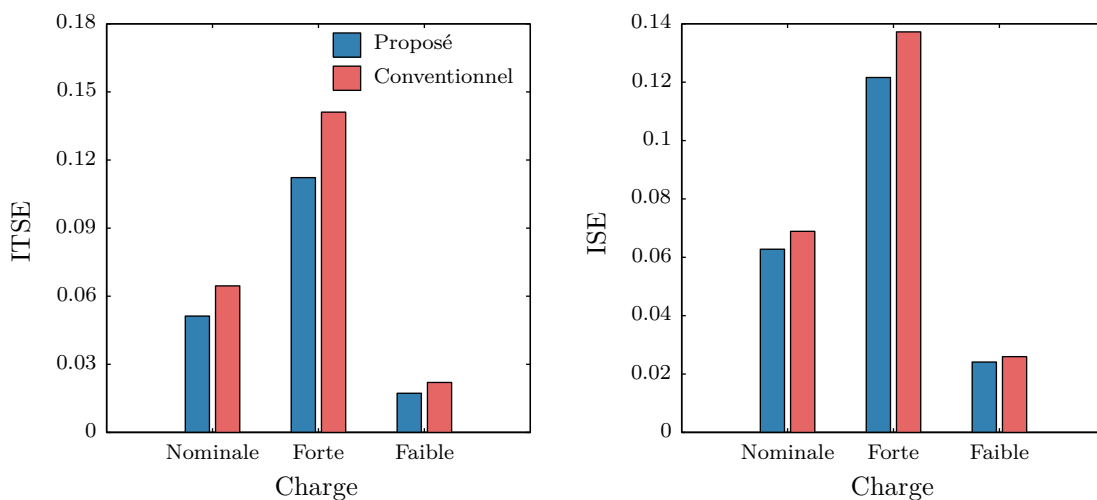 0.18
0.15
0.12
0.09
0.06
0.03
0
ITSE
Proposé
Conventionnel
Nominale Forte Faible
Charge
0.14
0.12
0.1
0.08
0.06
0.04
0.02
0
ISE
Nominale Forte Faible
Charge